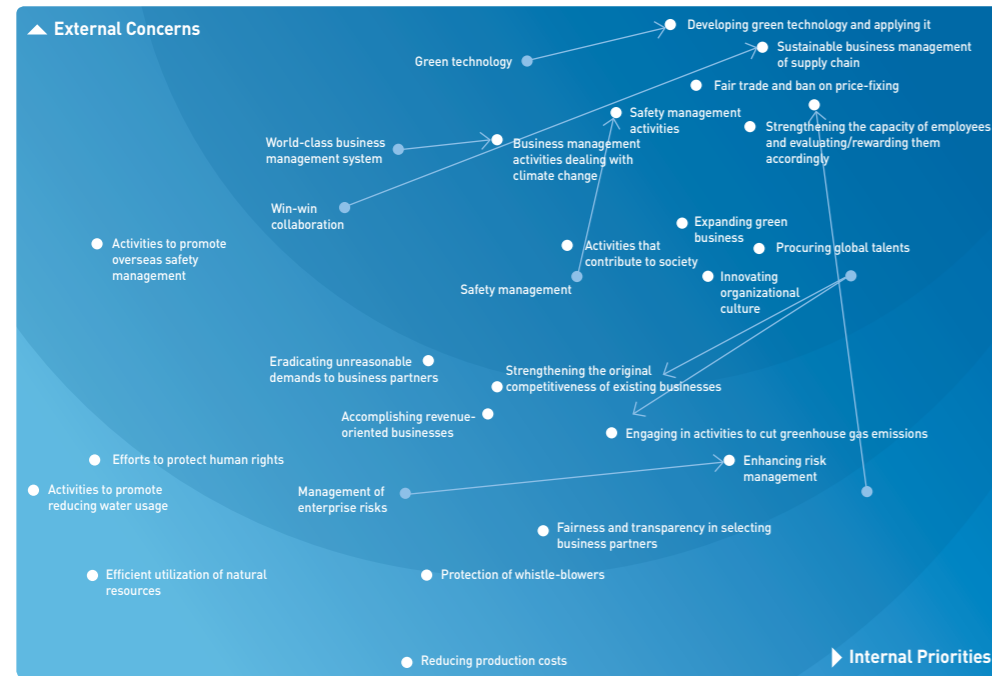 External Concerns
Developing green technology and applying it
Sustainable business management
of supply chain
Green technology
Fair trade and ban on price-fixing
Safety management
activities
Strengthening the capacity of employees
and evaluating/rewarding them
accordingly
World-class business
management system
Business management
activities dealing with
climate change
Win-win
collaboration
Expanding green
business
Activities to promote
overseas safety
management
Activities that
contribute to society
Procuring global talents
Safety management
Innovating
organizational
culture
Eradicating unreasonable
demands to business partners
Strengthening the original
competitiveness of existing businesses
Accomplishing revenue-
oriented businesses
Engaging in activities to cut greenhouse gas emissions
Efforts to protect human rights
Enhancing risk
management
Activities to promote
reducing water usage
Management of
enterprise risks
Fairness and transparency in selecting
business partners
Efficient utilization of natural
resources
Protection of whistle-blowers
Reducing production costs
Internal Priorities